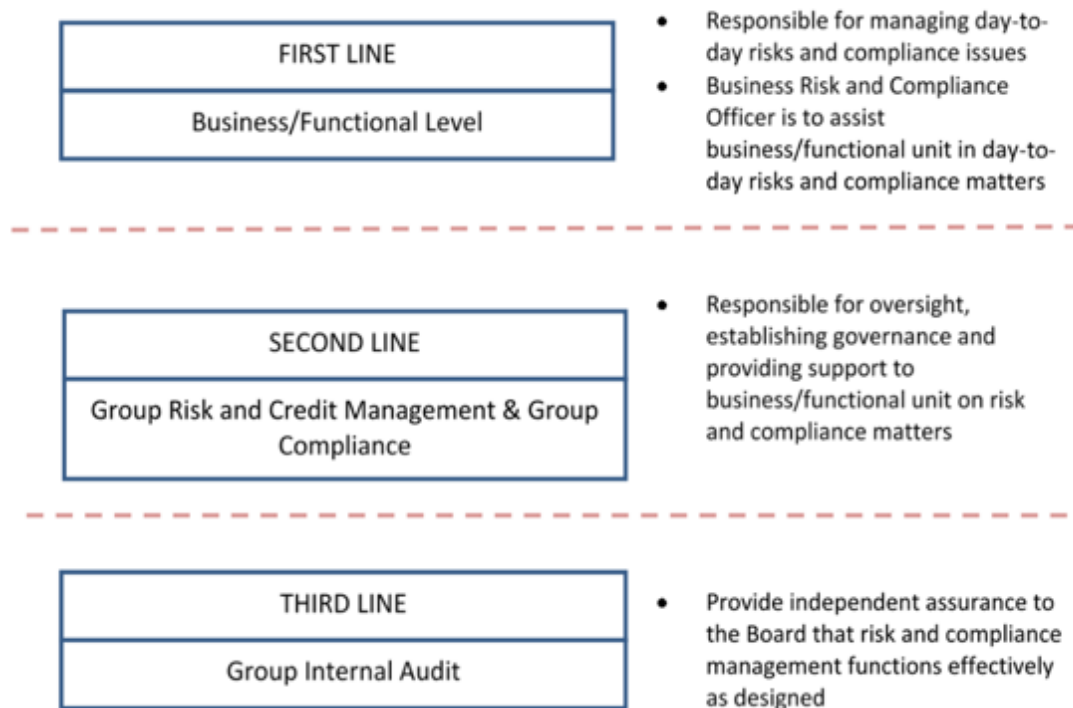 FIRST LINE
Business/Functional Level
• Responsible for managing day-to-
day risks and compliance issues
• Business Risk and Compliance
Officer is to assist
business/functional unit in day-to-
day risks and compliance matters
SECOND LINE
Group Risk and Credit Management & Group
Compliance
• Responsible for oversight,
establishing governance and
providing support to
business/functional unit on risk
and compliance matters
THIRD LINE
Group Internal Audit
• Provide independent assurance to
the Board that risk and compliance
management functions effectively
as designed